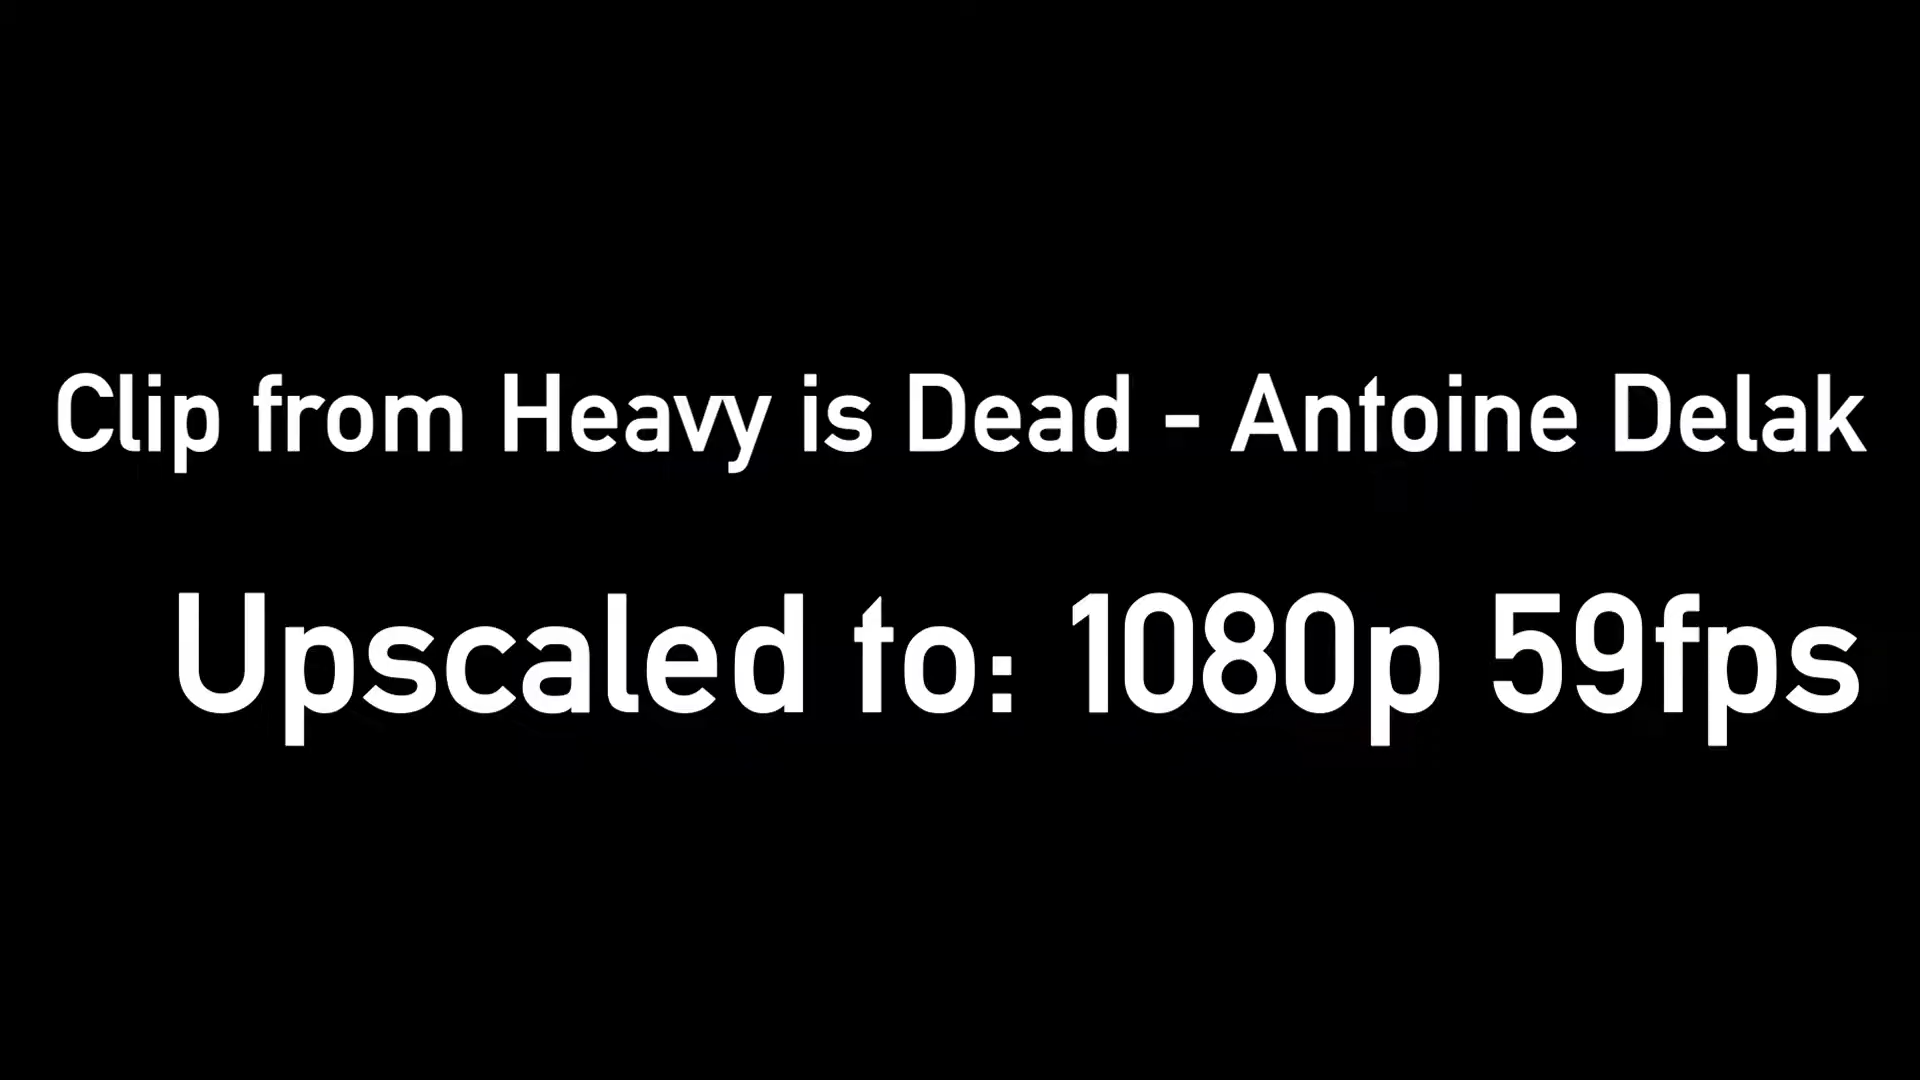 Clip from Heavy is Dead - Antoine Delak
Upscaled to: 1080p 59fps